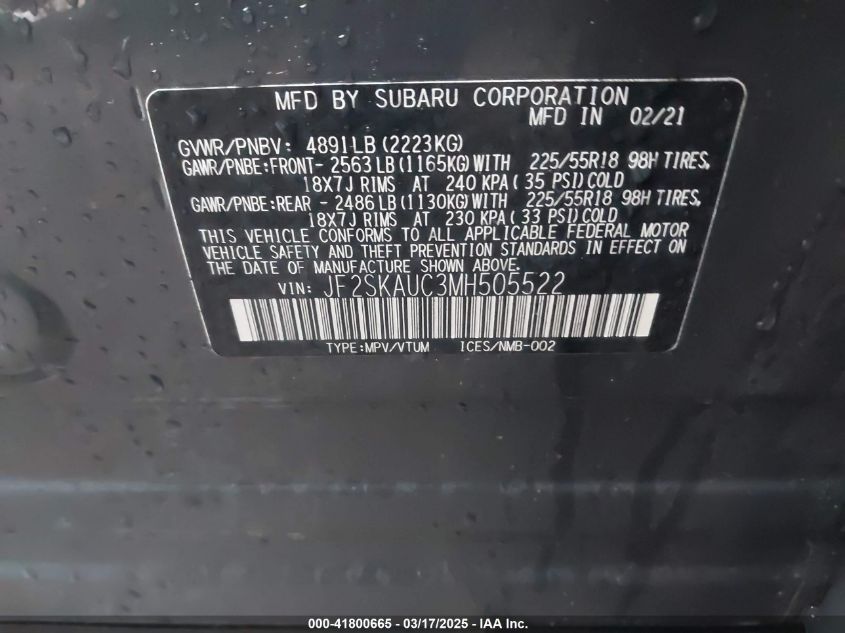 MFD BY SUBARU CORPORATION
MFD IN 02/21
GVWR/PNBV: 4891LB (2223KG)
GAWR/PNBE:FRONT- 2563LB (1165KG) WITH 225/55R18 98H TIRES,
18X7J RIMS AT 240 KPA ( 35 PSI) COLD
GAWR/PNBE:REAR - 2486LB (1130KG) WITH 225/55R18 98H TIRES,
18X7J RIMS AT 230 KPA ( 33 PSI) COLD
THIS VEHICLE CONFORMS TO ALL APPLICABLE FEDERAL MOTOR
VEHICLE SAFETY AND THEFT PREVENTION STANDARDS IN EFFECT ON
THE DATE OF MANUFACTURE SHOWN ABOVE.
VIN: JF2SKAUC3MH505522
TYPE:MPV/VTUM ICES/NMB-002
000-41800665 - 03/17/2025 - IAA Inc.